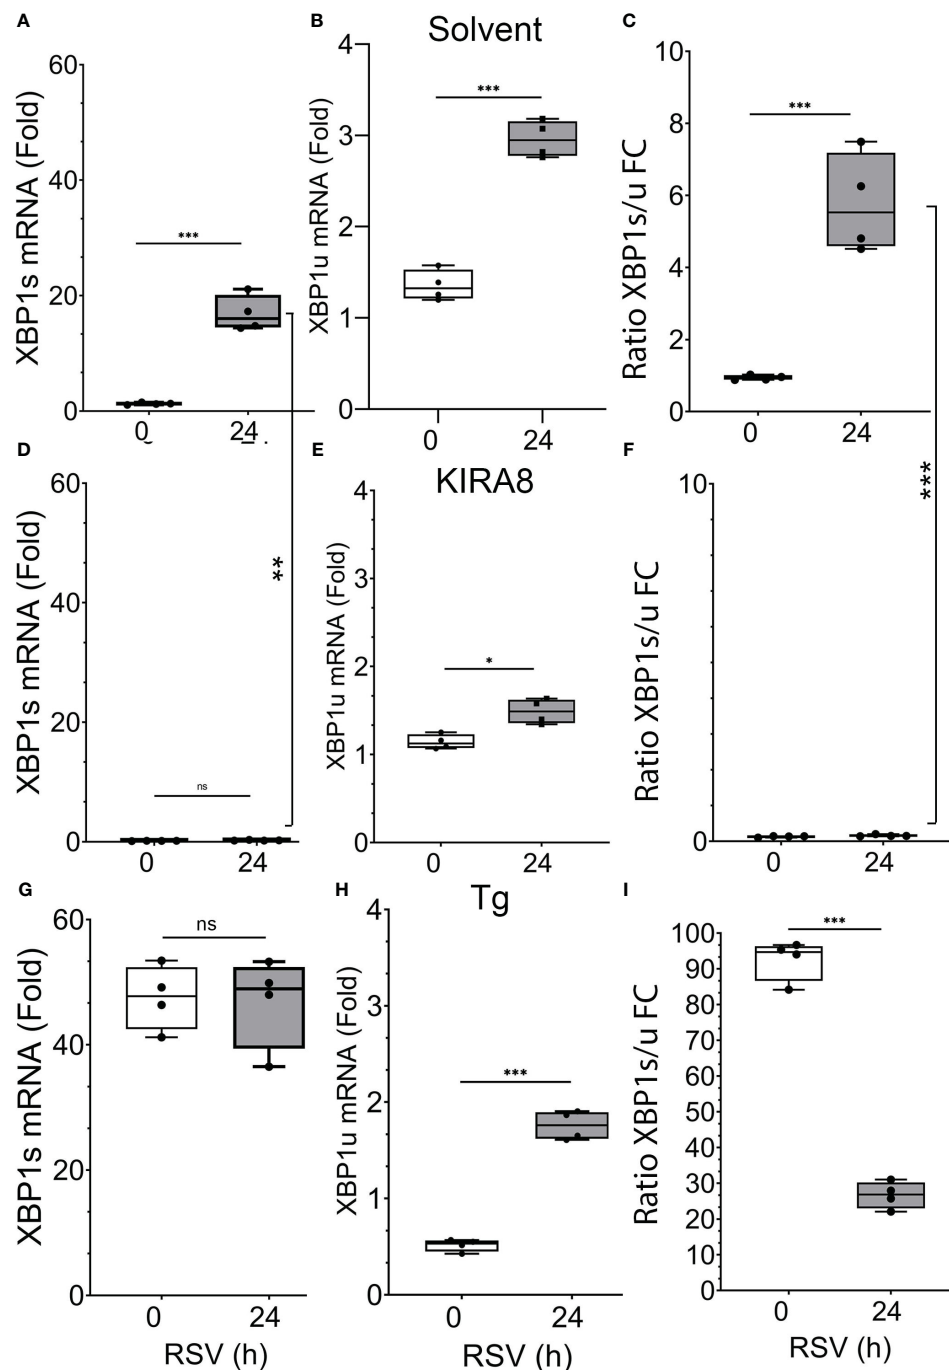 A
XBP1s mRNA (Fold)
60
40
20
0
***
0
24
B
Solvent
XBP1u mRNA (Fold)
4
3
2
1
0
***
0
24
C
Ratio XBP1s/u FC
10
8
6
4
2
0
***
0
24
D
XBP1s mRNA (Fold)
60
40
20
0
ns
0
24
**
E
KIRA8
XBP1u mRNA (Fold)
4
3
2
1
0
*
0
24
F
Ratio XBP1s/u FC
10
0
0
24
***
G
XBP1s mRNA (Fold)
60
40
20
0
ns
0
24
RSV (h)
H
Tg
XBP1u mRNA (Fold)
4
3
2
1
0
***
0
24
RSV (h)
I
Ratio XBP1s/u FC
100
90
80
70
60
50
40
30
20
10
0
***
0
24
RSV (h)